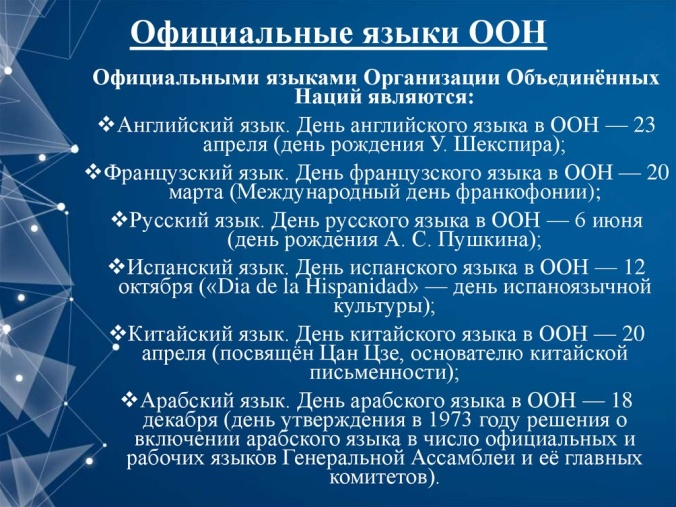 Официальные языки ООН
Официальными языками Организации Объединённых
Наций являются:
❖Английский язык. День английского языка в ООН — 23
апреля (день рождения У. Шекспира);
❖Французский язык. День французского языка в ООН — 20
марта (Международный день франкофонии);
❖Русский язык. День русского языка в ООН — 6 июня
(день рождения А. С. Пушкина);
❖Испанский язык. День испанского языка в ООН — 12
октября («Dia de la Hispanidad» — день испаноязычной
культуры);
❖Китайский язык. День китайского языка в ООН — 20
апреля (посвящён Цан Цзе, основателю китайской
письменности);
❖Арабский язык. День арабского языка в ООН — 18
декабря (день утверждения в 1973 году решения о
включении арабского языка в число официальных и
рабочих языков Генеральной Ассамблеи и её главных
комитетов).